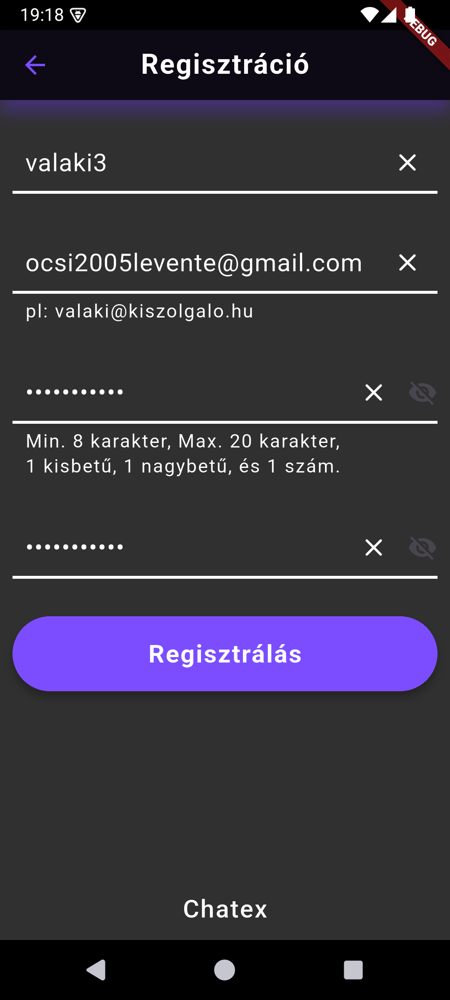 19:18
EBUG
Regisztráció
valaki3
ocsi2005levente@gmail.com
pl: valaki@kiszolgalo.hu
•••••••••••
Min. 8 karakter, Max. 20 karakter,
1 kisbetű, 1 nagybetű, és 1 szám.
•••••••••••
Regisztrálás
Chatex